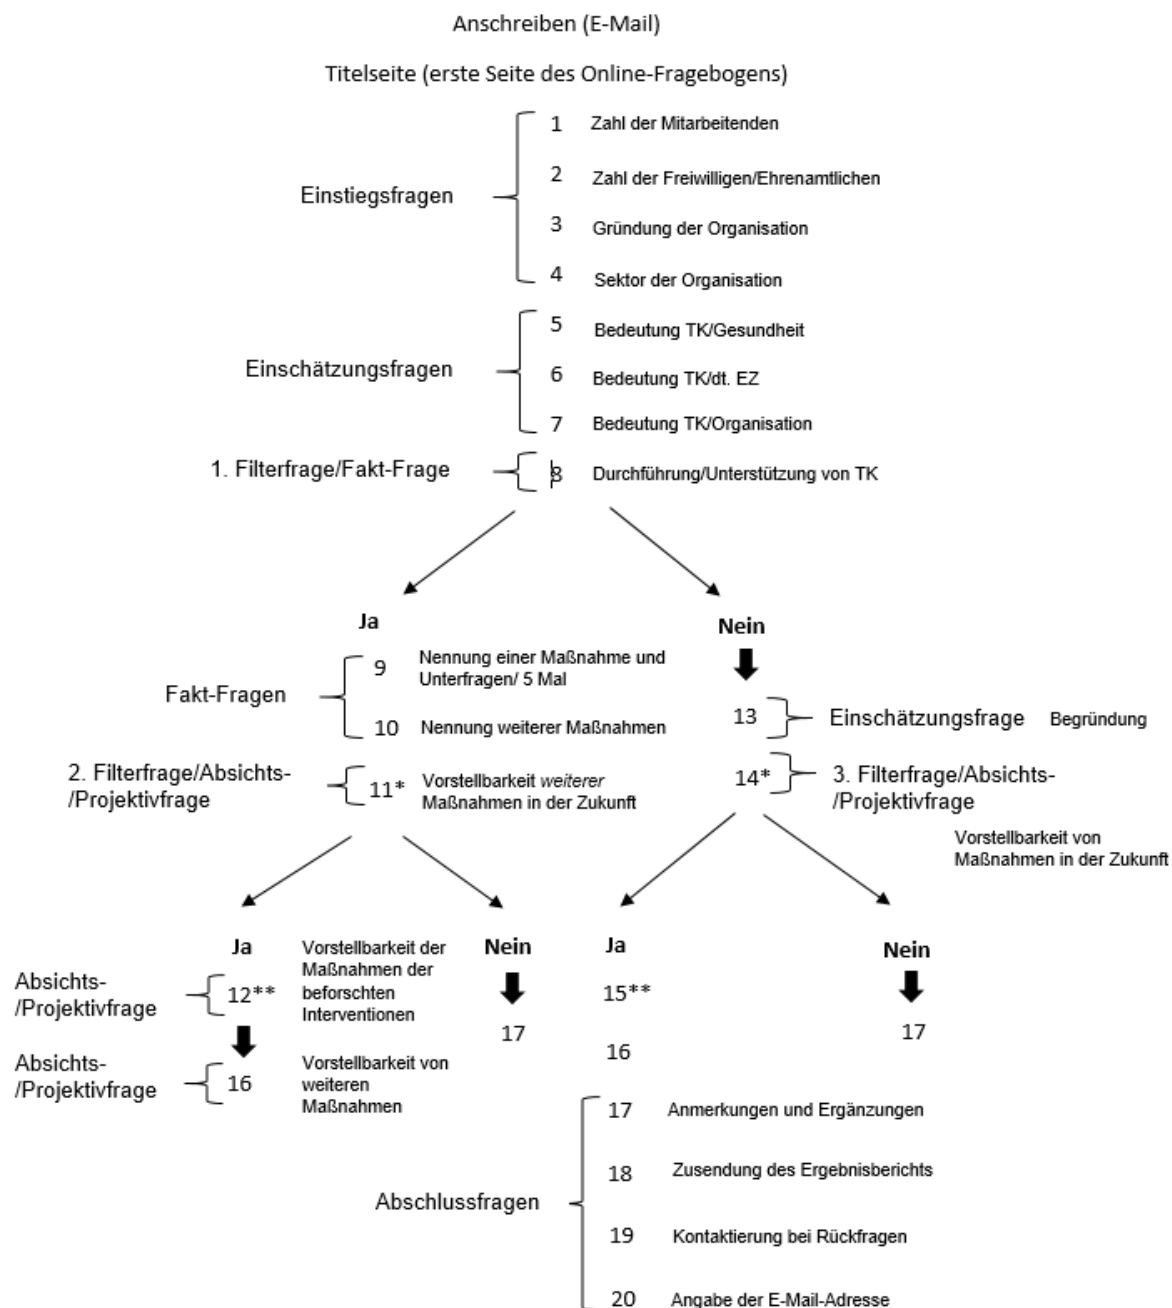 Anschreiben (E-Mail)
Titelseite (erste Seite des Online-Fragebogens)
Einstiegsfragen
1 Zahl der Mitarbeitenden
2 Zahl der Freiwilligen/Ehrenamtlichen
3 Gründung der Organisation
4 Sektor der Organisation
Einschätzungsfragen
5 Bedeutung TK/Gesundheit
6 Bedeutung TK/dt. EZ
7 Bedeutung TK/Organisation
1. Filterfrage/Fakt-Frage
8 Durchführung/Unterstützung von TK
Ja
Fakt-Fragen
9 Nennung einer Maßnahme und
Unterfragen/ 5 Mal
10 Nennung weiterer Maßnahmen
2. Filterfrage/Absichts-
/Projektivfrage
11* Vorstellbarkeit weiterer
Maßnahmen in der Zukunft
Nein
13 Einschätzungsfrage Begründung
14* 3. Filterfrage/Absichts-
/Projektivfrage
Vorstellbarkeit von
Maßnahmen in der Zukunft
Ja
Absichts-
/Projektivfrage
12**
Vorstellbarkeit der
Maßnahmen der
beforschten
Interventionen
Absichts-
/Projektivfrage
16
Vorstellbarkeit von
weiteren
Maßnahmen
Nein
17
Ja
15**
16
Nein
17
Abschlussfragen
17 Anmerkungen und Ergänzungen
18 Zusendung des Ergebnisberichts
19 Kontaktierung bei Rückfragen
20 Angabe der E-Mail-Adresse